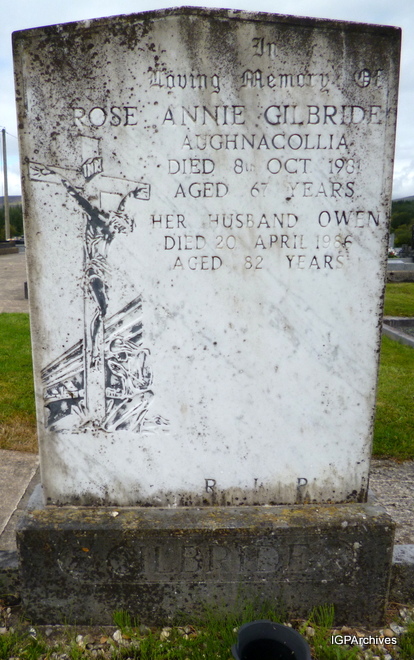 In
Loving Memory Of
ROSE ANNIE GILBRIDE
AUGHNACOLLIA
DIED 8th OCT
AGED 67 YEARS
HER HUSBAND OWEN
DIED 20 APRIL 1986
AGED 82 YEARS
R I P
GILBRIDE
IGPArchives